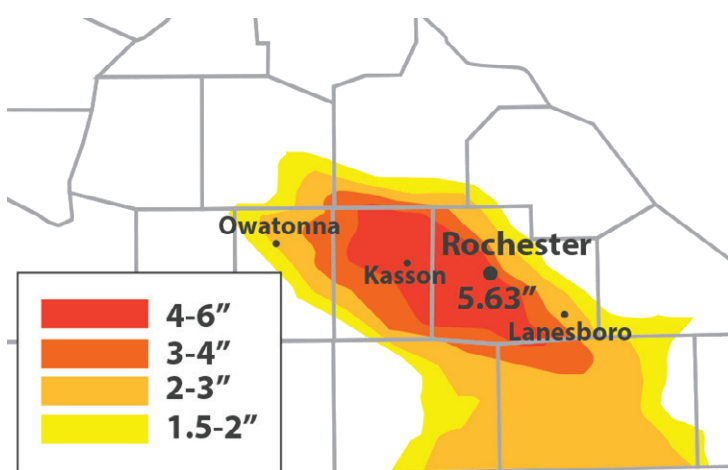 Owatonna
Rochester
Kasson
5.63”
Lanesboro
4-6”
3-4”
2-3”
1.5-2”